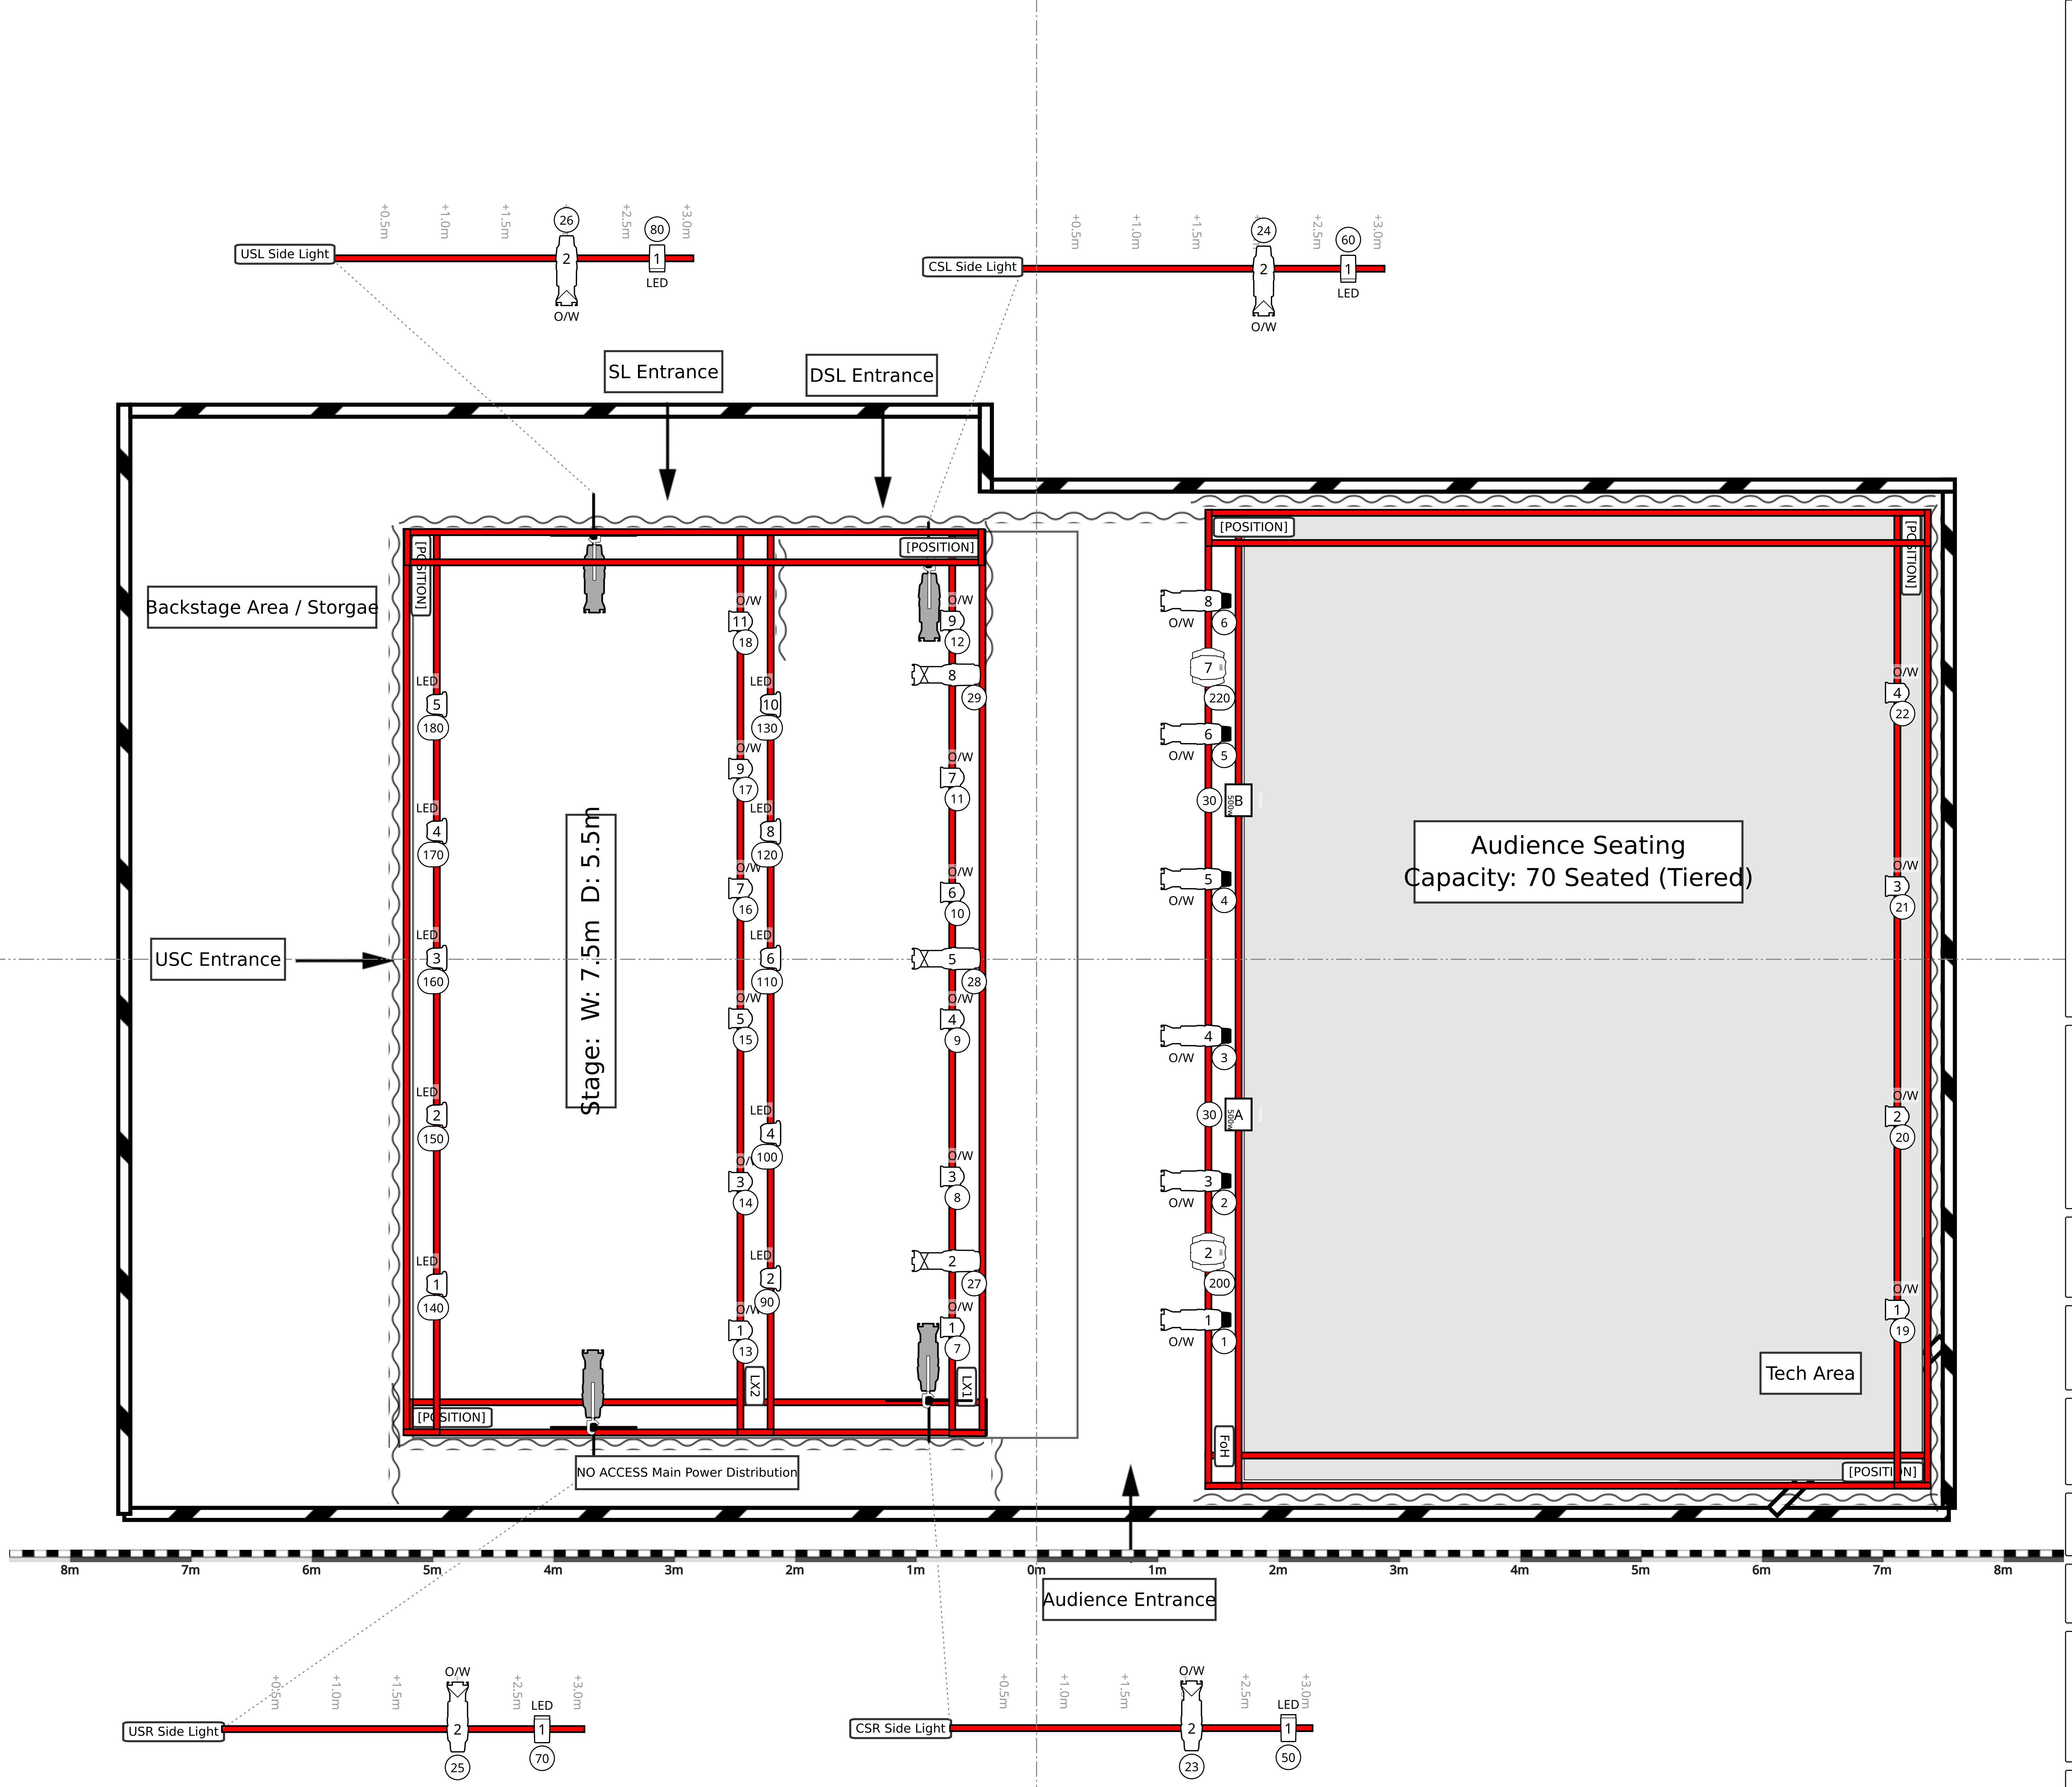 +0.5m
+1.0m
+1.5m
26
+2.5m
80
+3.0m
USL Side Light
2
1
LED
O/W
+0.5m
+1.0m
+1.5m
24
+2.5m
60
+3.0m
CSL Side Light
2
1
LED
O/W
SL Entrance
DSL Entrance
[POSITION]
[POSITION]
[POSITION]
[POSITION]
Backstage Area / Storgae
USC Entrance
Stage: W: 7.5m D: 5.5m
LED
5
180
LED
4
170
LED
3
160
LED
2
150
LED
1
140
O/W
11
18
LED
10
130
O/W
9
17
LED
8
120
O/W
7
16
LED
6
110
O/W
5
15
LED
4
100
O/W
3
14
LED
2
90
O/W
1
13
LX2
O/W
9
12
8
29
O/W
7
11
O/W
6
10
5
28
O/W
4
9
O/W
3
8
2
27
O/W
1
7
LX1
8
O/W
6
7
220
6
O/W
5
30
B
500w
5
O/W
4
4
O/W
3
30
A
500w
3
O/W
2
2
200
1
O/W
1
FoH
Audience Seating
Capacity: 70 Seated (Tiered)
O/W
4
22
O/W
3
21
O/W
2
20
O/W
1
19
Tech Area
[POSITION]
[POSITION]
NO ACCESS Main Power Distribution
8m
7m
6m
5m
4m
3m
2m
1m
0m
1m
2m
3m
4m
5m
6m
7m
8m
Audience Entrance
+0.5m
+1.0m
+1.5m
O/W
+2.5m
LED
+3.0m
USR Side Light
2
1
25
70
+0.5m
+1.0m
+1.5m
O/W
+2.5m
LED
+3.0m
CSR Side Light
2
1
23
50